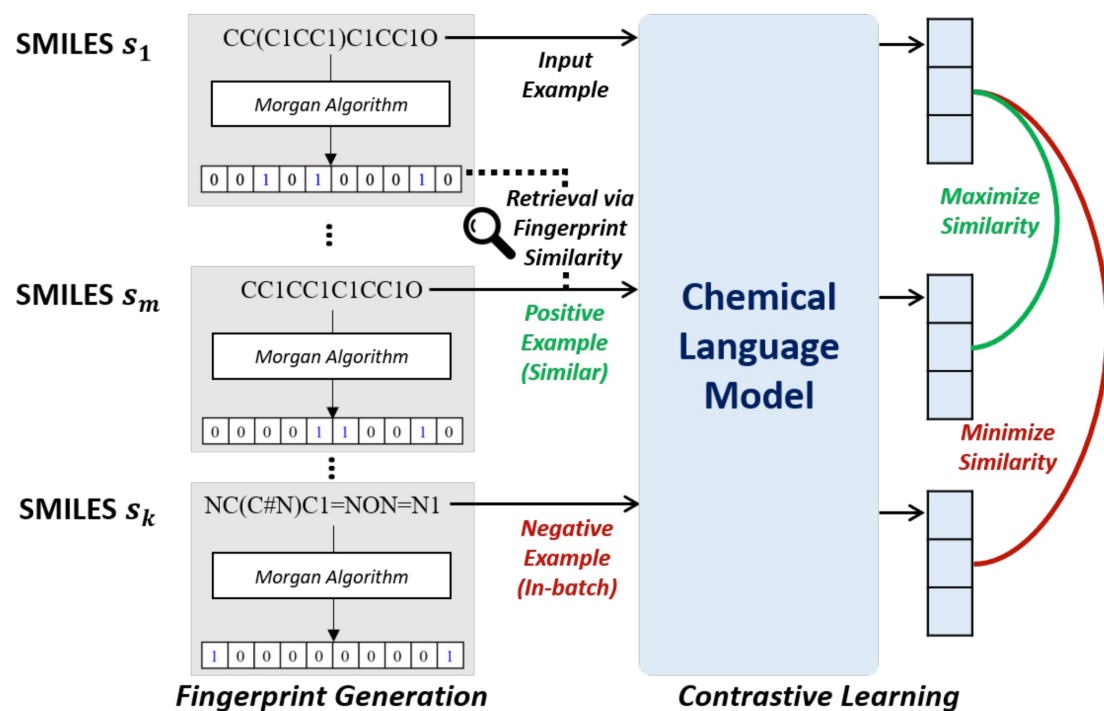 SMILES s₁
CC(C1CC1)C1CC1O
Morgan Algorithm
0 0 1 0 1 0 0 0 1 0
Input
Example
Retrieval via
Fingerprint
Similarity
SMILES sₘ
CC1CC1C1CC1O
Morgan Algorithm
0 0 0 0 1 1 0 0 1 0
Positive
Example
(Similar)
SMILES sₖ
NC(C#N)C1=NON=N1
Morgan Algorithm
1 0 0 0 0 0 0 0 0 1
Negative
Example
(In-batch)
Chemical
Language
Model
Maximize
Similarity
Minimize
Similarity
Fingerprint Generation
Contrastive Learning